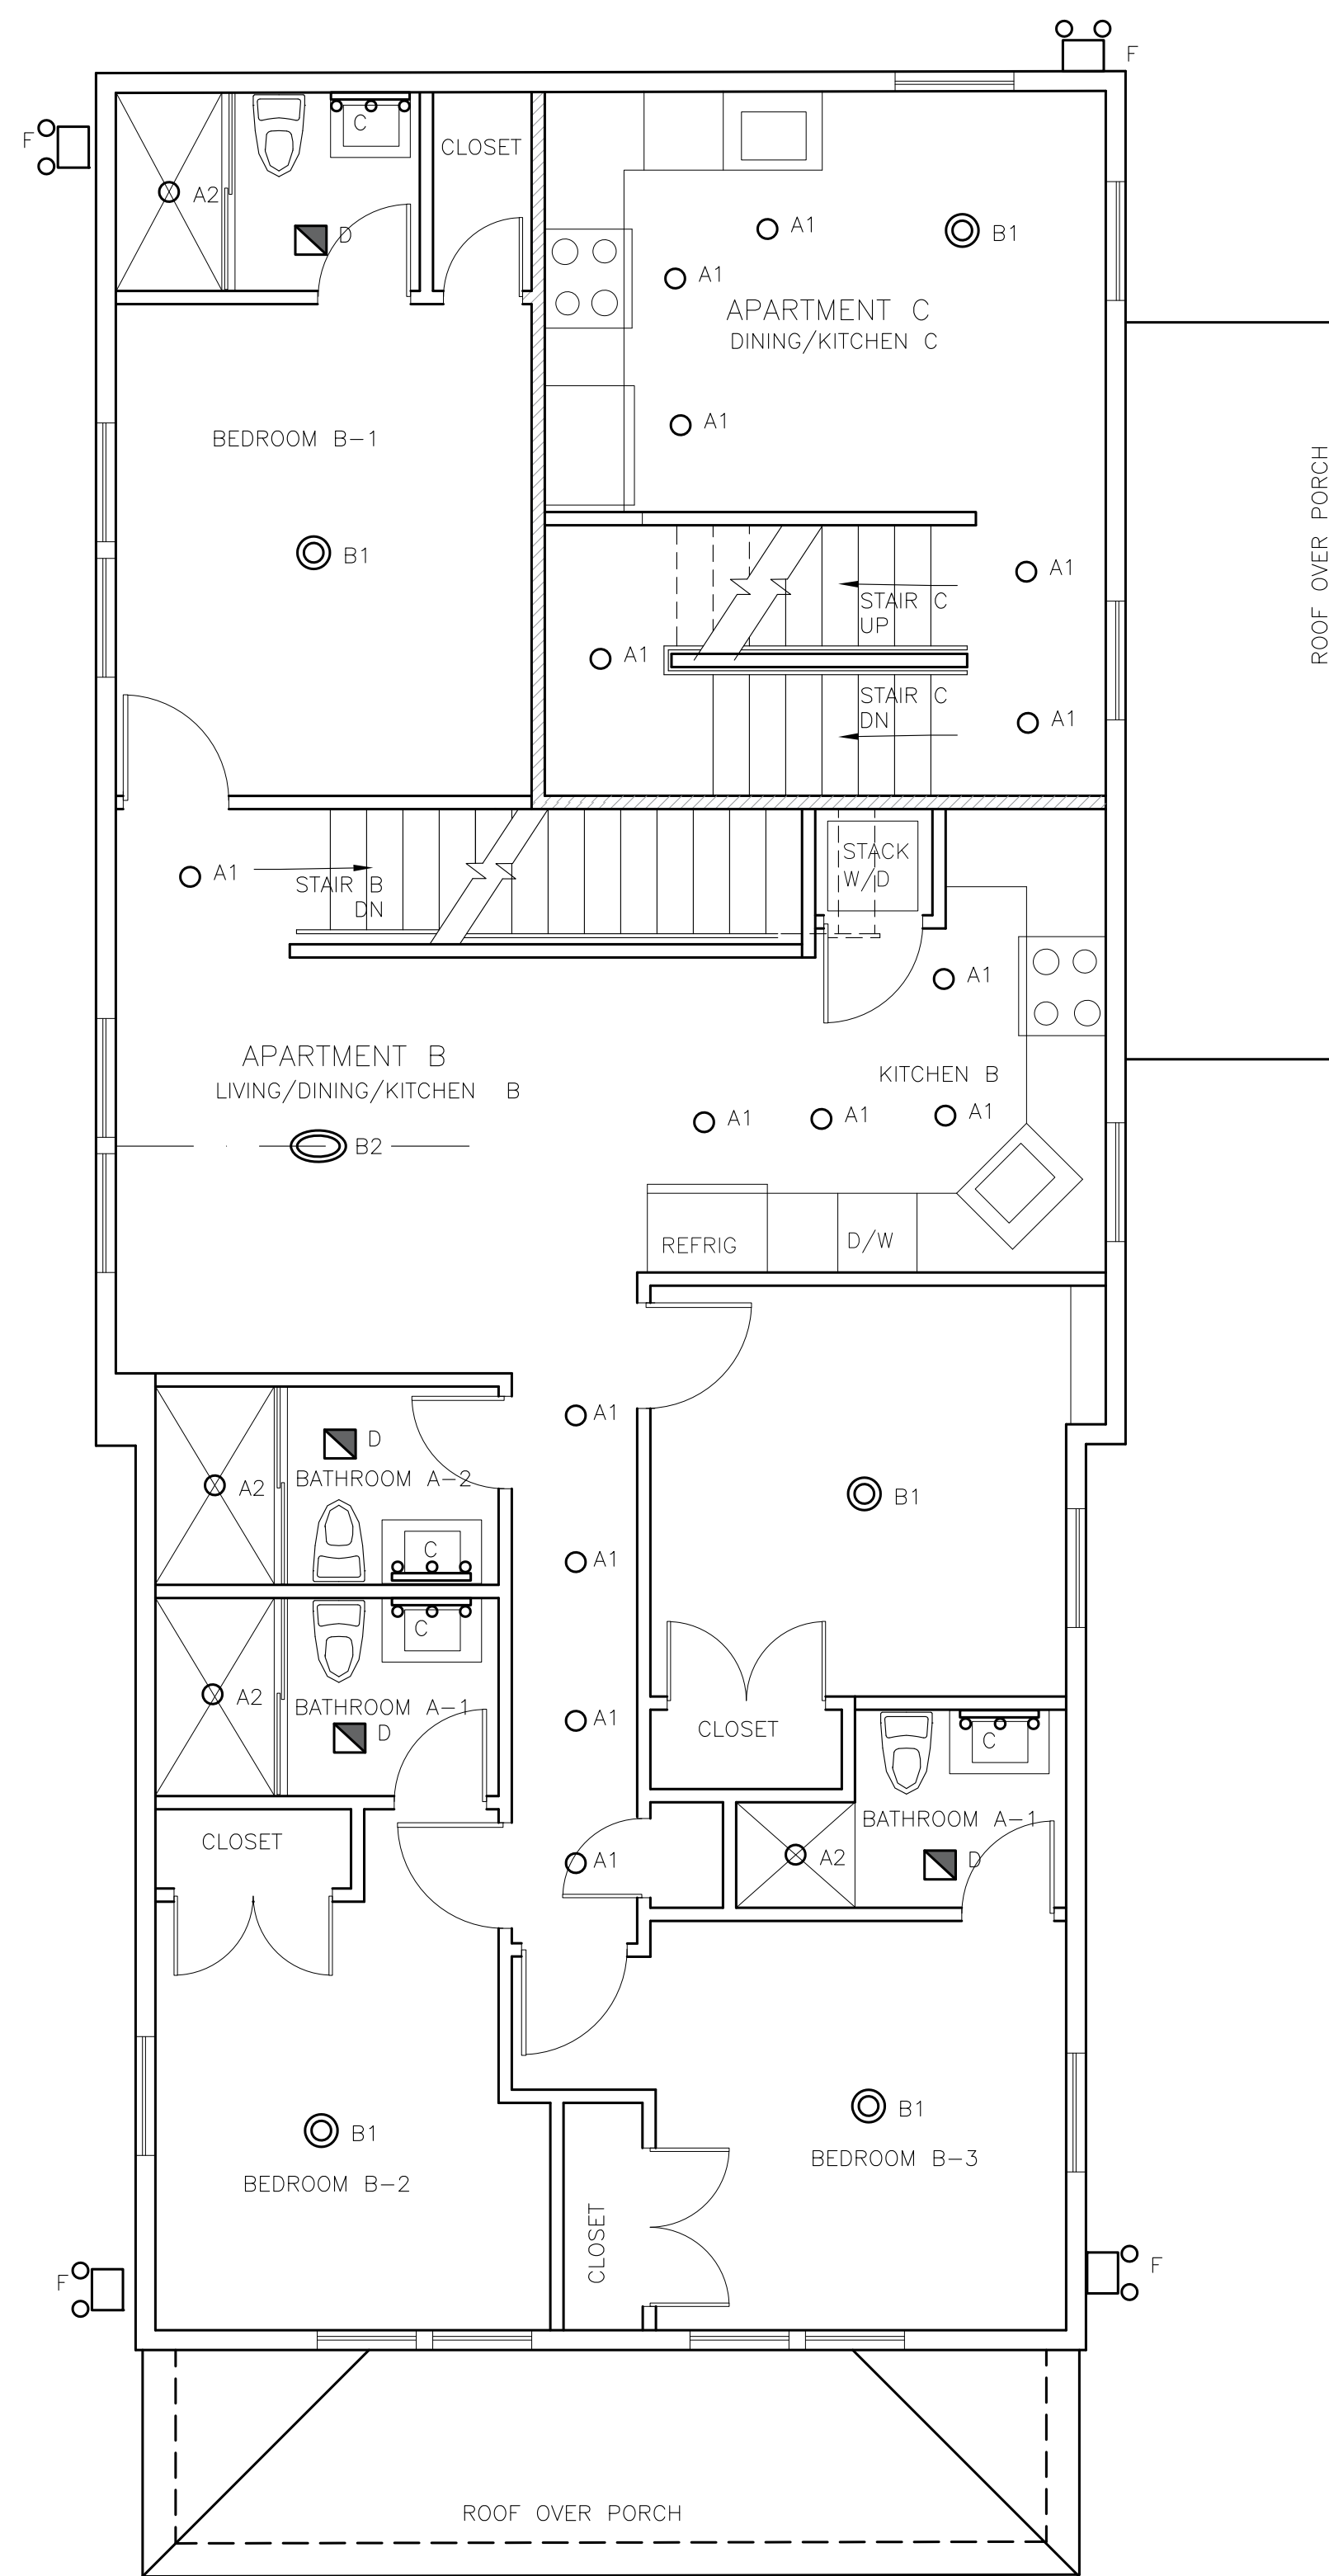 F
F
C
CLOSET
A2
D
A1
B1
A1
APARTMENT C
DINING/KITCHEN C
A1
BEDROOM B-1
B1
ROOF OVER PORCH
A1
STAIR C
UP
A1
STAIR C
DN
A1
A1
STAIR B
DN
STACK
W/D
A1
APARTMENT B
LIVING/DINING/KITCHEN B
KITCHEN B
A1
A1
A1
B2
REFRIG
D/W
A1
D
BATHROOM A-2
A2
B1
C
A1
C
A2
BATHROOM A-1
D
A1
CLOSET
C
BATHROOM A-1
CLOSET
A1
A2
D
B1
B1
BEDROOM B-3
BEDROOM B-2
CLOSET
F
F
ROOF OVER PORCH